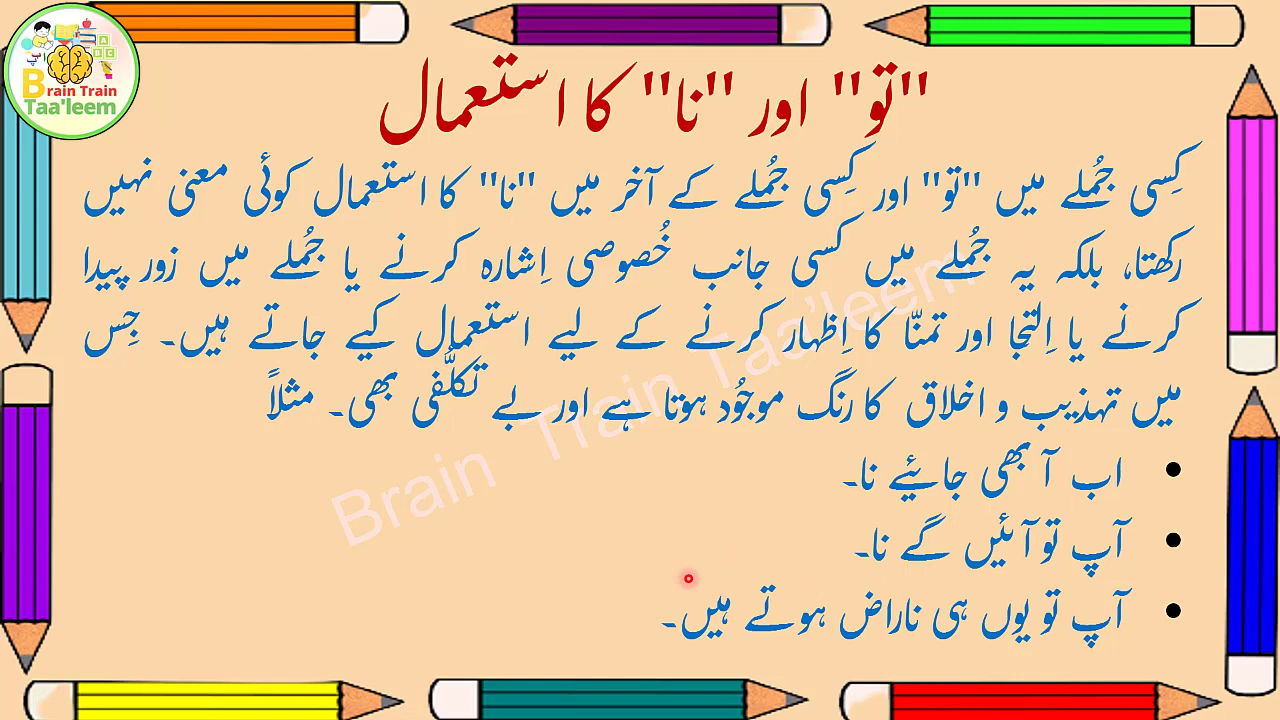 Brain Train
Taa'leem
"تو" اور "نا" کا استعمال
کِسی جُملے میں "تو" اور کِسی جُملے کے آخر میں "نا" کا استعمال کوئی معنی نہیں
رکھتا، بلکہ یہ جُملے میں کسی جانب خُصوصی اِشارہ کرنے یا جُملے میں زور پیدا
کرنے یا اِلتجا اور تمنّا کا اِظہار کرنے کے لیے استعمال کیے جاتے ہیں۔ جِس
میں تہذیب و اخلاق کا رنگ موجُود ہوتا ہے اور بے تکلُّفی بھی۔ مثلاً
• اب آ بھی جائیے نا۔
• آپ تو آئیں گے نا۔
• آپ تو یوں ہی ناراض ہوتے ہیں۔
Brain Train Taa'leem